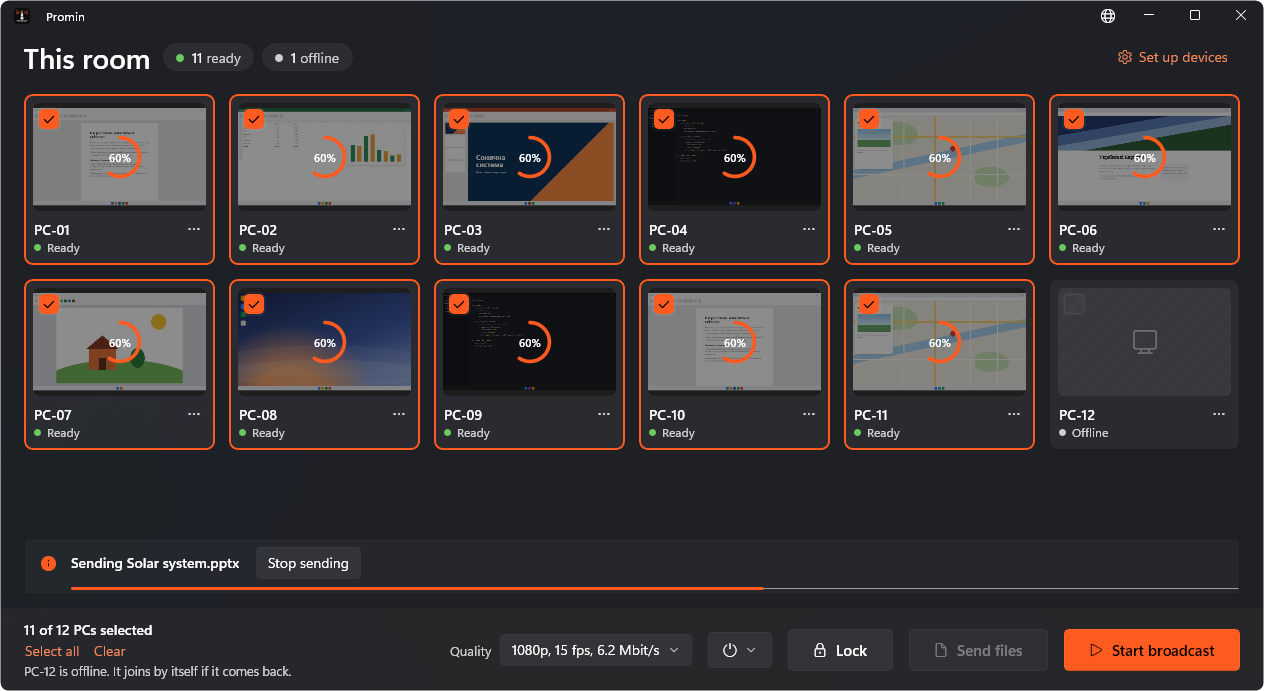 Promin
This room
11 ready
1 offline
Set up devices
60%
60%
Сонячна
система
60%
60%
60%
60%
PC-01
Ready
PC-02
Ready
PC-03
Ready
PC-04
Ready
PC-05
Ready
PC-06
Ready
60%
60%
60%
60%
60%
PC-07
Ready
PC-08
Ready
PC-09
Ready
PC-10
Ready
PC-11
Ready
PC-12
Offline
Sending Solar system.pptx
Stop sending
11 of 12 PCs selected
Select all Clear
PC-12 is offline. It joins by itself if it comes back.
Quality
1080p, 15 fps, 6.2 Mbit/s
Lock
Send files
Start broadcast